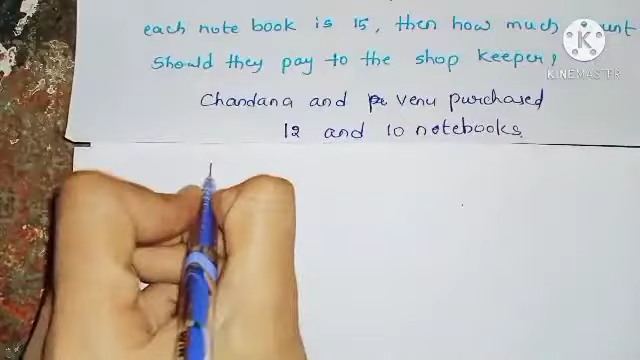 each note book is 15, then how much unt
should they pay to the shop keeper,
Chandana and venu purchased
12 and 10 notebooks
KINEMASTER